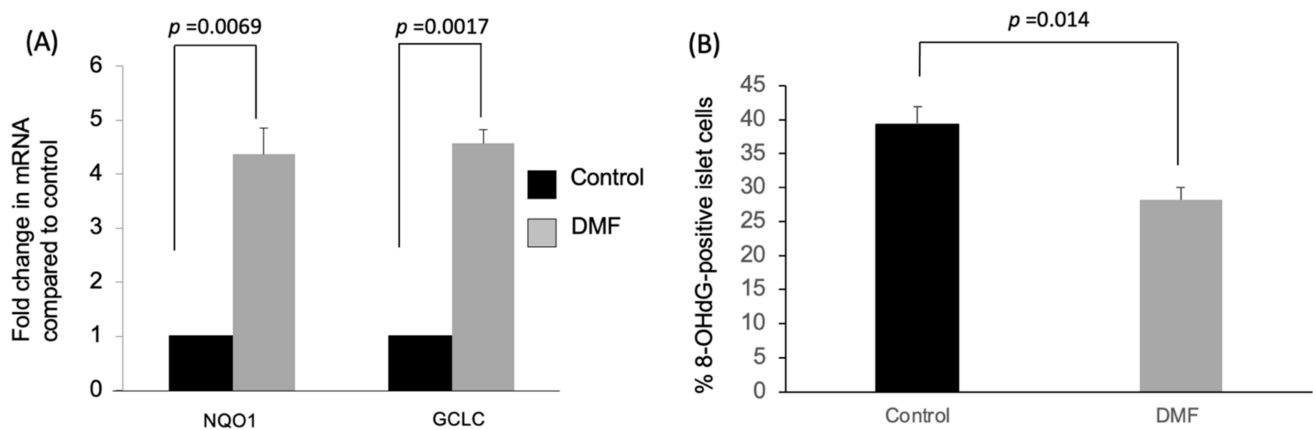 (A)
p =0.0069
p =0.0017
Fold change in mRNA
compared to control
6
5
4
3
2
1
0
NQO1
GCLC
Control
DMF
(B)
p =0.014
% 8-OHdG-positive islet cells
45
40
35
30
25
20
15
10
5
0
Control
DMF